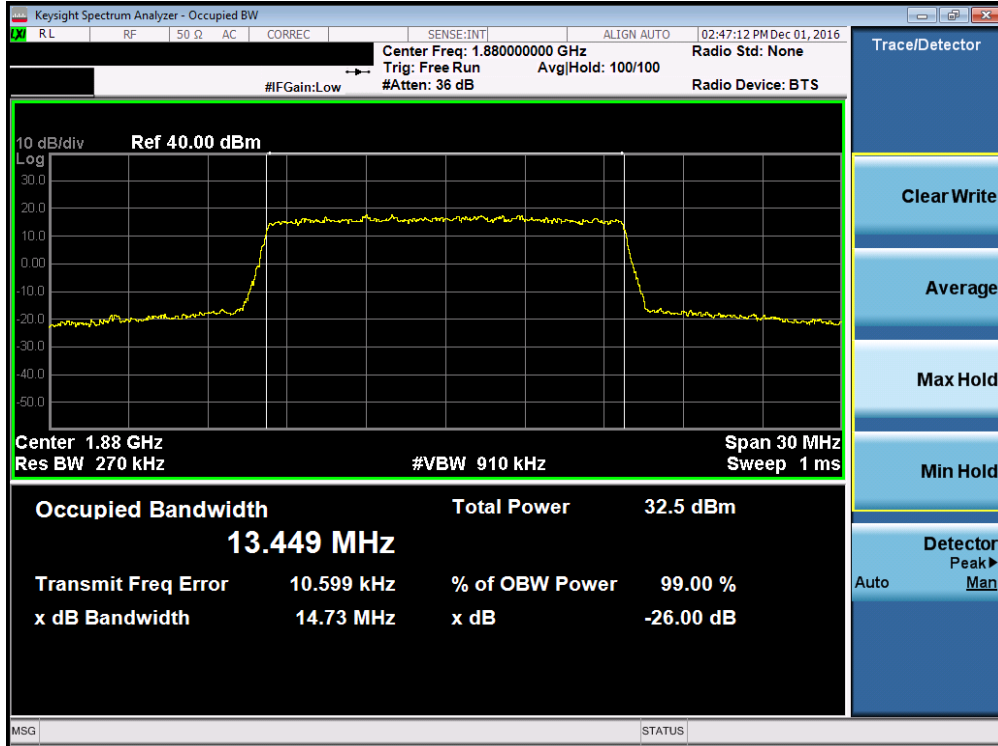 Keysight Spectrum Analyzer - Occupied BW
LXI RL RF 50 Ω AC CORREC SENSE:INT ALIGN AUTO 02:47:12 PM Dec 01, 2016
Center Freq: 1.880000000 GHz Radio Std: None
Trig: Free Run Avg|Hold: 100/100
#IFGain:Low #Atten: 36 dB Radio Device: BTS
10 dB/div Ref 40.00 dBm
Log
30.0
20.0
10.0
0.00
-10.0
-20.0
-30.0
-40.0
-50.0
Center 1.88 GHz Span 30 MHz
Res BW 270 kHz #VBW 910 kHz Sweep 1 ms
Occupied Bandwidth Total Power 32.5 dBm
13.449 MHz
Transmit Freq Error 10.599 kHz % of OBW Power 99.00 %
x dB Bandwidth 14.73 MHz x dB -26.00 dB
MSG STATUS
Trace/Detector
Clear Write
Average
Max Hold
Min Hold
Detector
Peak▶
Auto Man